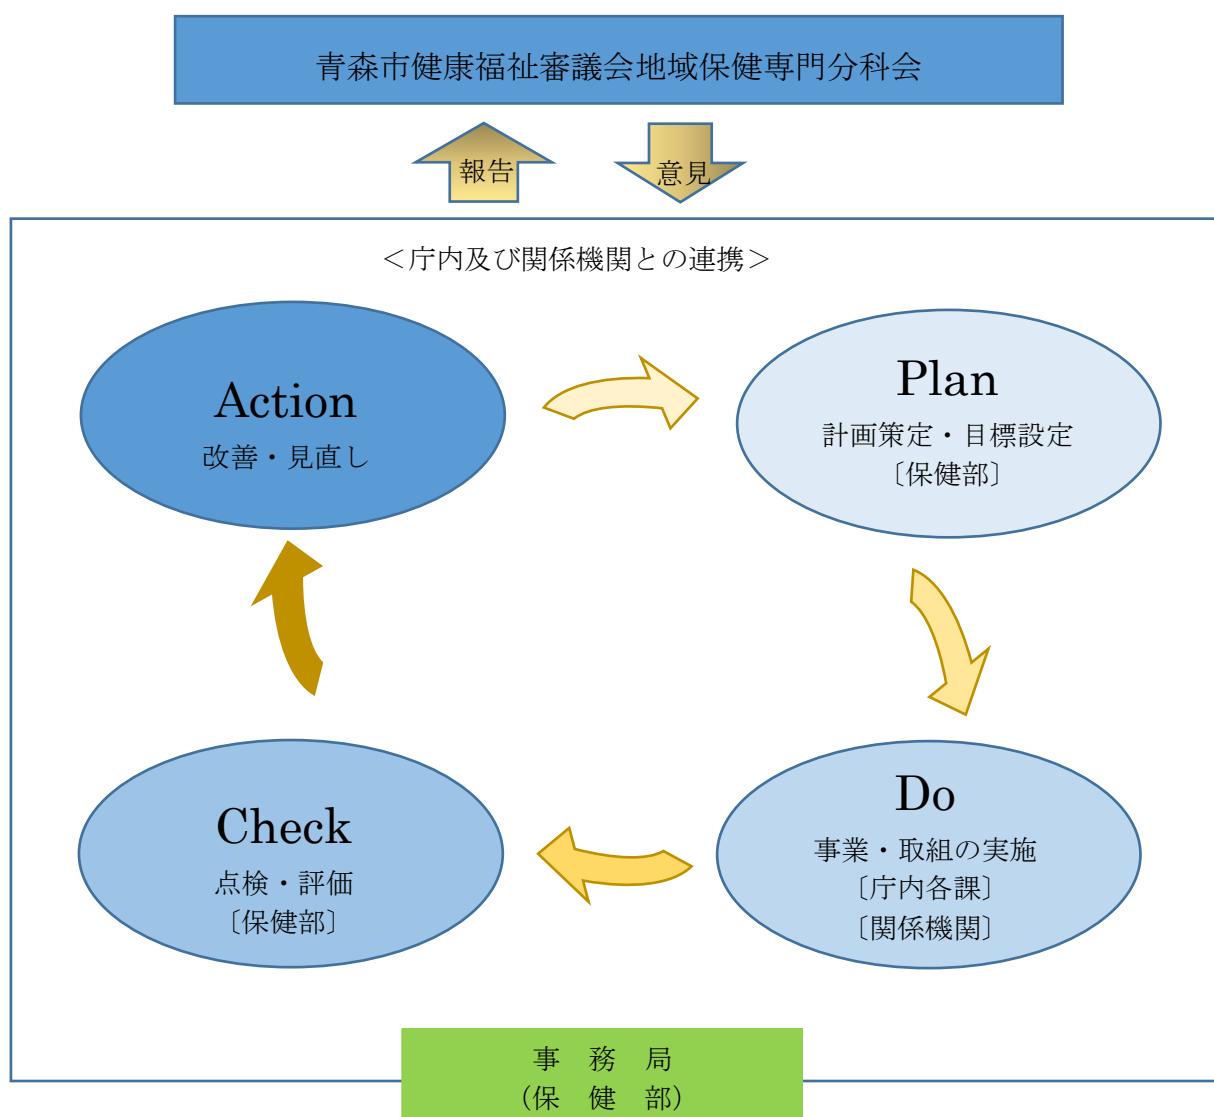 青森市健康福祉審議会地域保健専門分科会
報告
意見
＜庁内及び関係機関との連携＞
Action
改善・見直し
Plan
計画策定・目標設定
〔保健部〕
Check
点検・評価
〔保健部〕
Do
事業・取組の実施
〔庁内各課〕
〔関係機関〕
事　務　局
（保　健　部）